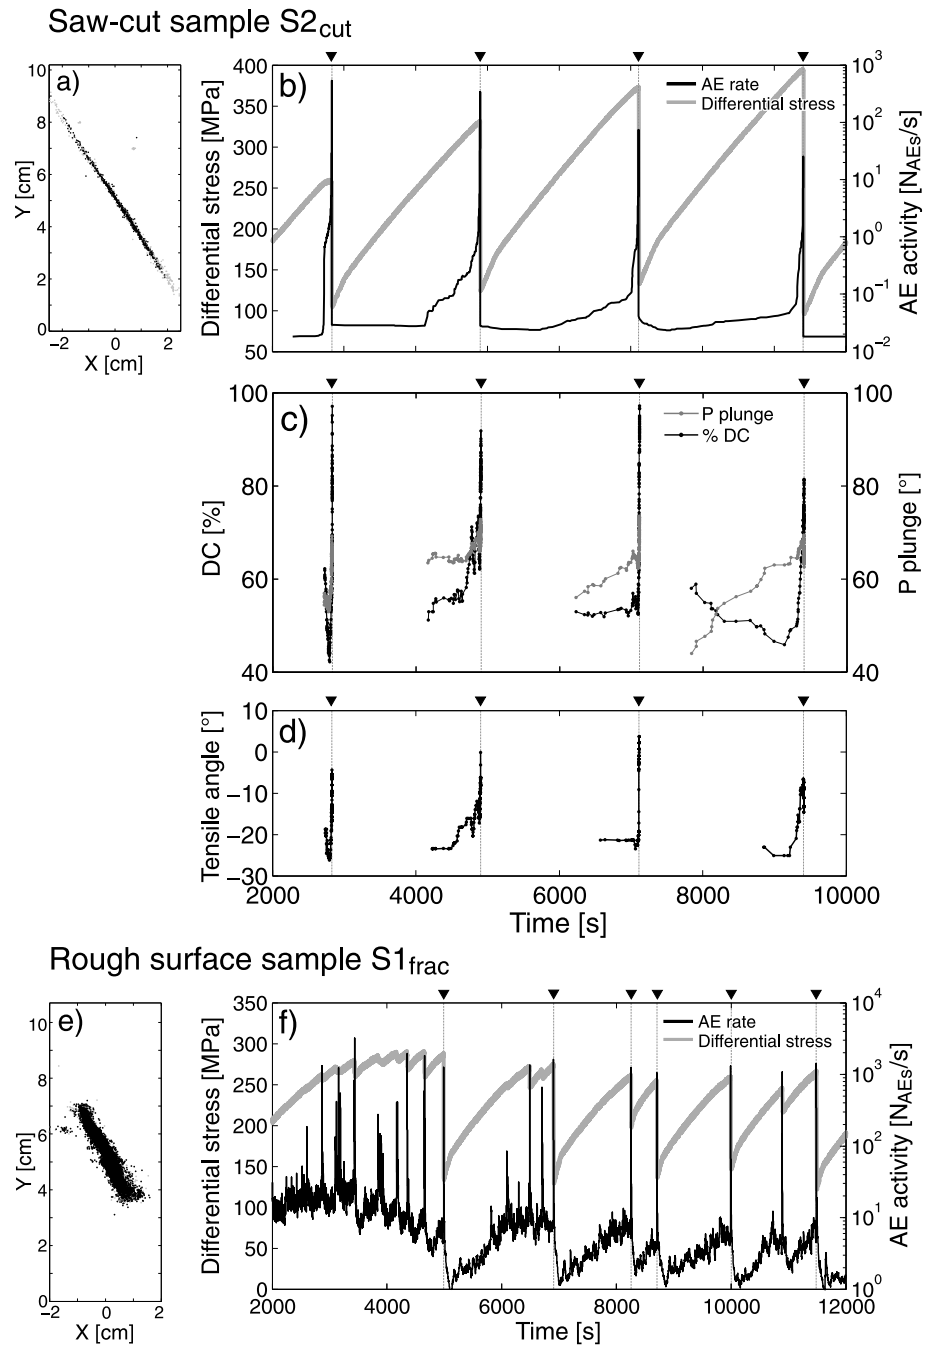 Saw-cut sample S2cut
a)
10
8
6
4
2
0
Y [cm]
−2
0
2
X [cm]
b)
AE rate
Differential stress
400
350
300
250
200
150
100
50
Differential stress [MPa]
10³
10²
10¹
10⁰
10⁻¹
10⁻²
AE activity [NAEs/s]
c)
P plunge
% DC
100
80
60
40
DC [%]
100
80
60
40
P plunge [°]
d)
10
0
−10
−20
−30
Tensile angle [°]
2000
4000
6000
8000
10000
Time [s]
Rough surface sample S1frac
e)
10
8
6
4
2
0
Y [cm]
−2
0
2
X [cm]
f)
AE rate
Differential stress
350
300
250
200
150
100
50
0
Differential stress [MPa]
10⁴
10³
10²
10¹
10⁰
AE activity [NAEs/s]
2000
4000
6000
8000
10000
12000
Time [s]